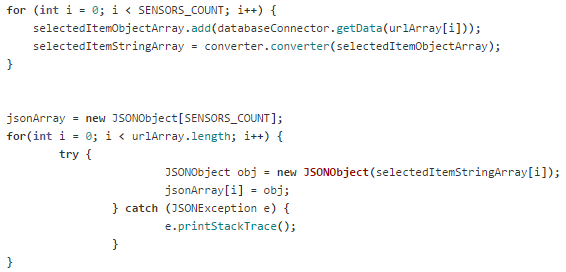 for (int i = 0; i < SENSORS_COUNT; i++) {
    selectedItemObjectArray.add(databaseConnector.getData(urlArray[i]));
    selectedItemStringArray = converter.converter(selectedItemObjectArray);
}

jsonArray = new JSONObject[SENSORS_COUNT];
for(int i = 0; i < urlArray.length; i++) {
        try {
                        JSONObject obj = new JSONObject(selectedItemStringArray[i]);
                        jsonArray[i] = obj;
                } catch (JSONException e) {
                        e.printStackTrace();
                }
}